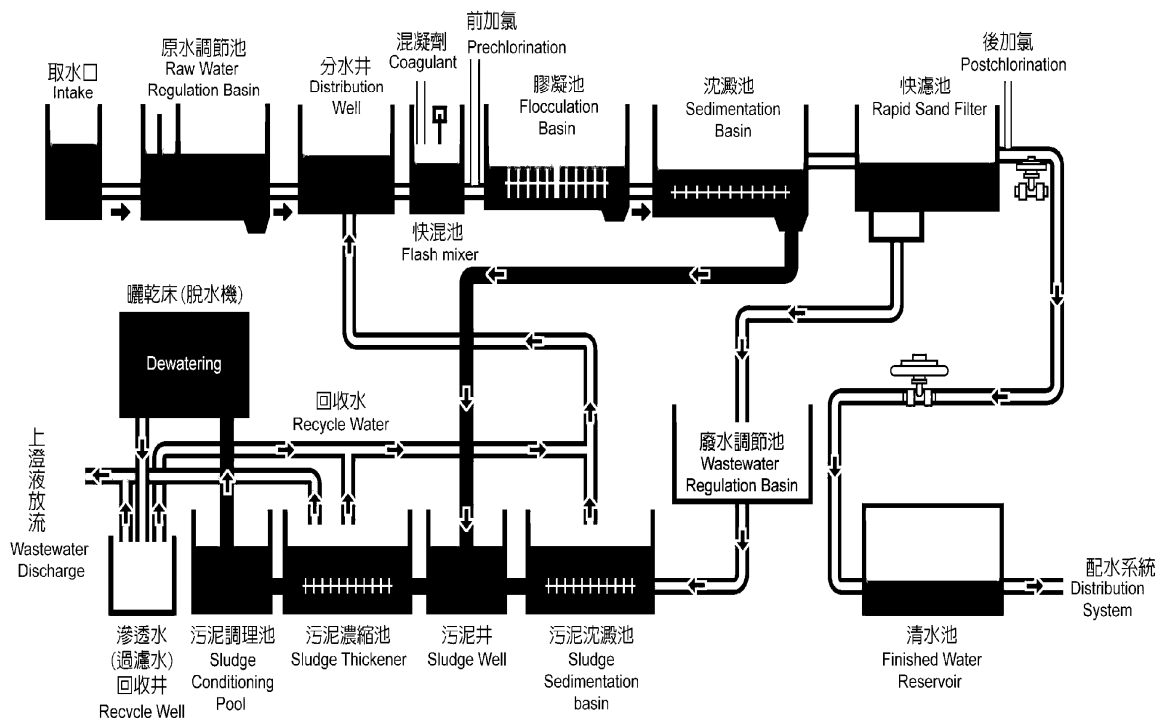 取水口
Intake
原水調節池
Raw Water
Rogulation Basin
分水井
Distribution
Well
混凝劑
Coagulant
前加氯
Prechlorination
膠凝池
Flocculation
Basin
沈澱池
Sedimentation
Basin
快濾池
Rapid Sand Filter
後加氯
Postchlorination
快混池
Flash mixer
曬乾床(脫水機)
Dewatering
回收水
Recycle Water
廢水調節池
Wastewater
Regulation Basin
上澄液放流
Wastewater
Discharge
滲透水
(過濾水)
回收井
Recycle Well
污泥調理池
Sludge
Conditioning
Pool
污泥濃縮池
Sludge Thickener
污泥井
Sludge Well
污泥沈澱池
Sludge
Sedimentation
basin
清水池
Finished Water
Reservoir
配水系統
Distribution
System